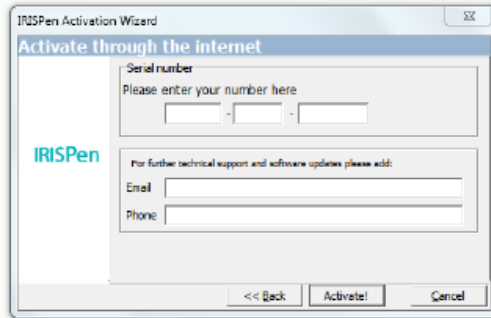 IRISPen Activation Wizard
Activate through the internet
Serial number
Please enter your number here
- -
IRISPen
For further technical support and software updates please add:
Email
Phone
<< Back Activate! Cancel